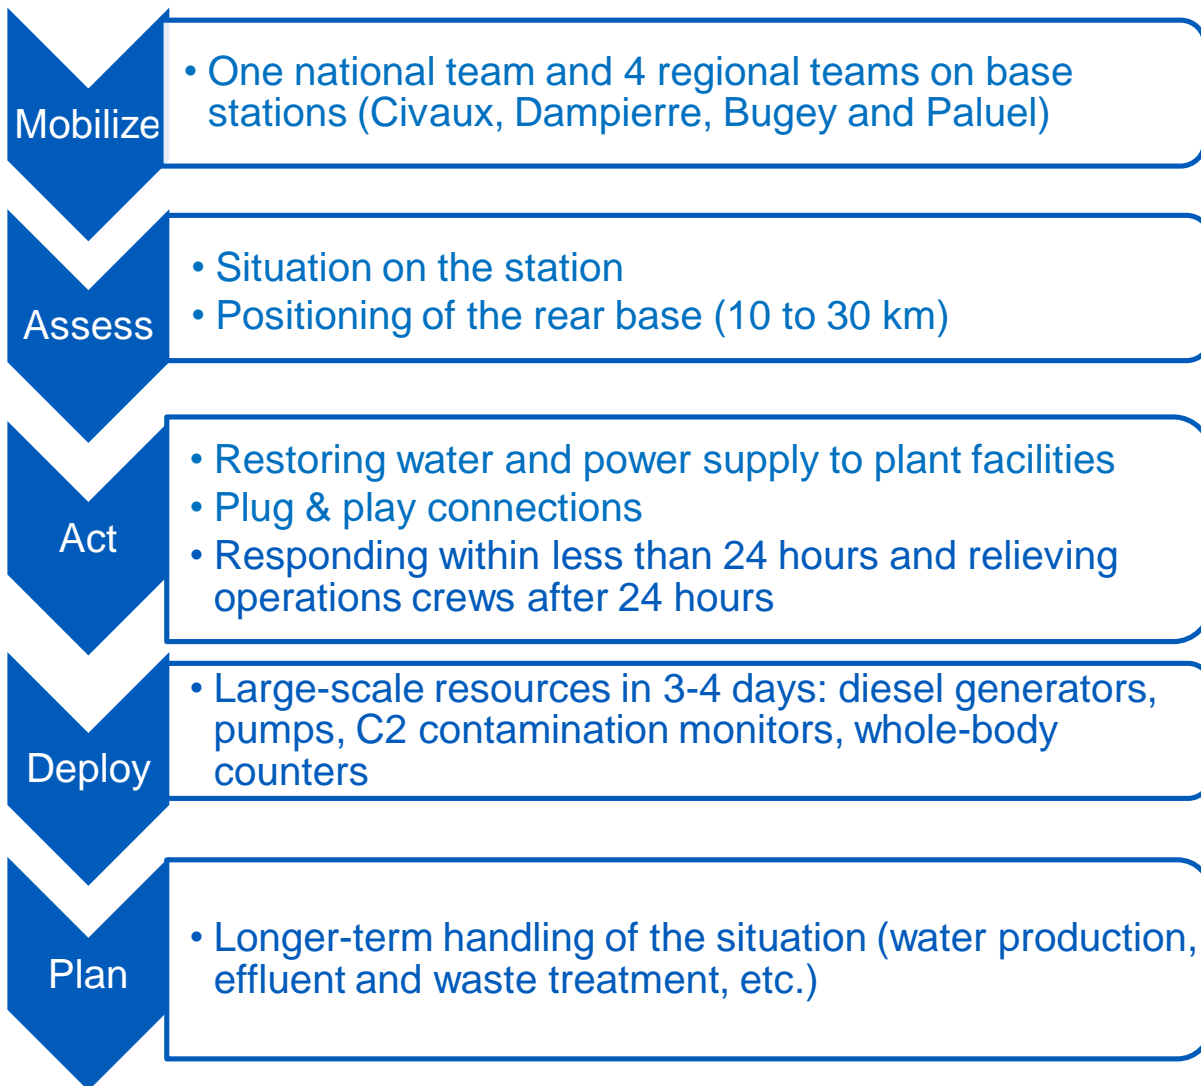 Mobilize
• One national team and 4 regional teams on base
stations (Civaux, Dampierre, Bugey and Paluel)
Assess
• Situation on the station
• Positioning of the rear base (10 to 30 km)
Act
• Restoring water and power supply to plant facilities
• Plug & play connections
• Responding within less than 24 hours and relieving
operations crews after 24 hours
Deploy
• Large-scale resources in 3-4 days: diesel generators,
pumps, C2 contamination monitors, whole-body
counters
Plan
• Longer-term handling of the situation (water production,
effluent and waste treatment, etc.)